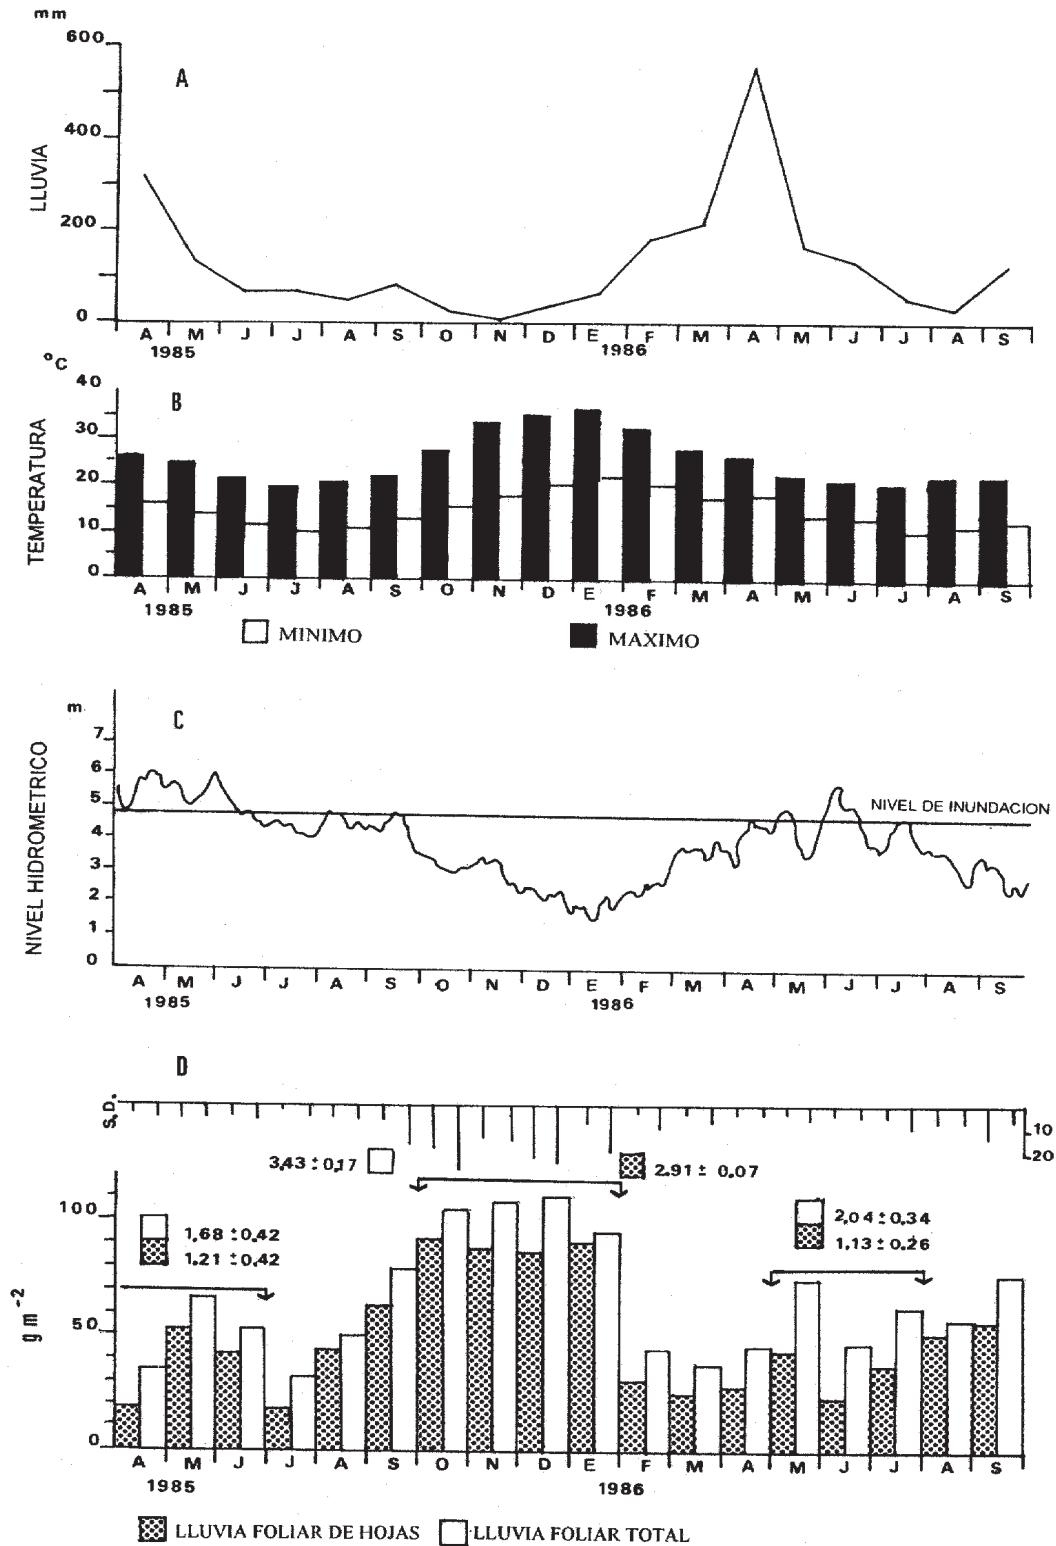 mm
600
A
400
LLUVIA
200
0
A M J J A S O N D E F M A M J J A S
1985 1986
°C
40
B
30
TEMPERATURA
20
10
0
A M J J A S O N D E F M A M J J A S
1985 1986
MINIMO MAXIMO
m
C
7
6
NIVEL HIDROMETRICO
5
NIVEL DE INUNDACION
4
3
2
1
0
A M J J A S O N D E F M A M J J A S
1985 1986
D
S.D.
10
20
3,43 ± 0,17 2.91 ± 0,07
100
1,68 ± 0,42 2,04 ± 0,34
1,21 ± 0,42 1,13 ± 0,26
g m⁻²
50
0
A M J J A S O N D E F M A M J J A S
1985 1986
LLUVIA FOLIAR DE HOJAS LLUVIA FOLIAR TOTAL